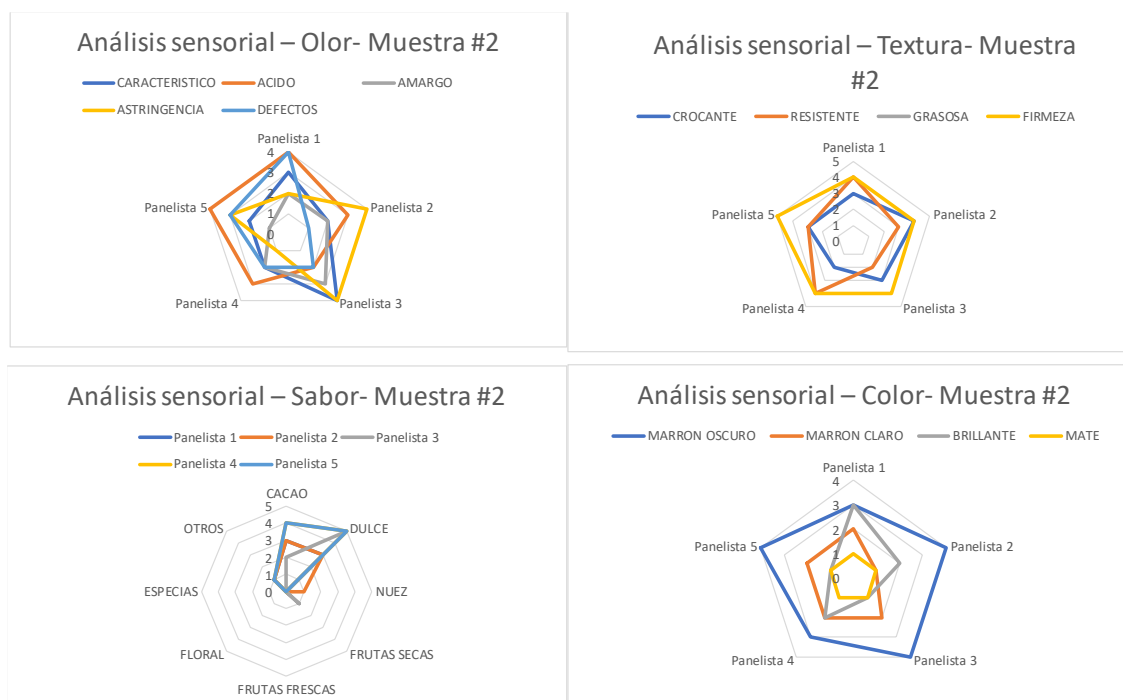 Análisis sensorial – Olor- Muestra #2
CARACTERISTICO ACIDO AMARGO
ASTRINGENCIA DEFECTOS
Panelista 1
4
3
2
1
0
Panelista 2
Panelista 3
Panelista 4
Panelista 5
Análisis sensorial – Textura- Muestra
#2
CROCANTE RESISTENTE GRASOSA FIRMEZA
Panelista 1
5
4
3
2
1
0
Panelista 2
Panelista 3
Panelista 4
Panelista 5
Análisis sensorial – Sabor- Muestra #2
Panelista 1 Panelista 2 Panelista 3
Panelista 4 Panelista 5
CACAO
5
4
3
2
1
0
DULCE
NUEZ
FRUTAS SECAS
FRUTAS FRESCAS
FLORAL
ESPECIAS
OTROS
Análisis sensorial – Color- Muestra #2
MARRON OSCURO MARRON CLARO BRILLANTE MATE
Panelista 1
4
3
2
1
0
Panelista 2
Panelista 3
Panelista 4
Panelista 5